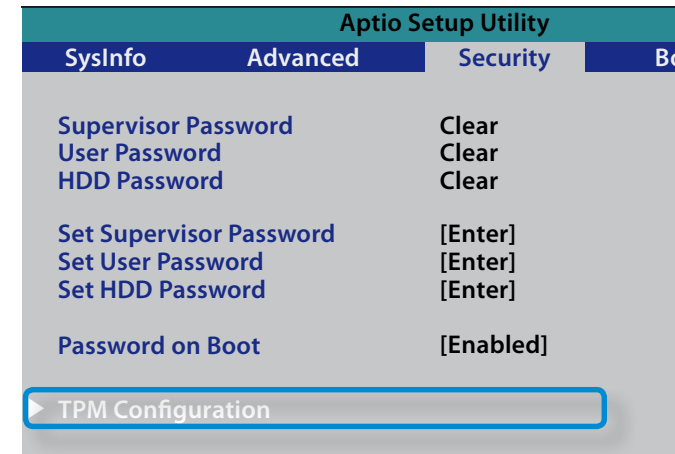 Aptio Setup Utility
SysInfo Advanced Security
Supervisor Password Clear
User Password Clear
HDD Password Clear
Set Supervisor Password [Enter]
Set User Password [Enter]
Set HDD Password [Enter]
Password on Boot [Enabled]
TPM Configuration